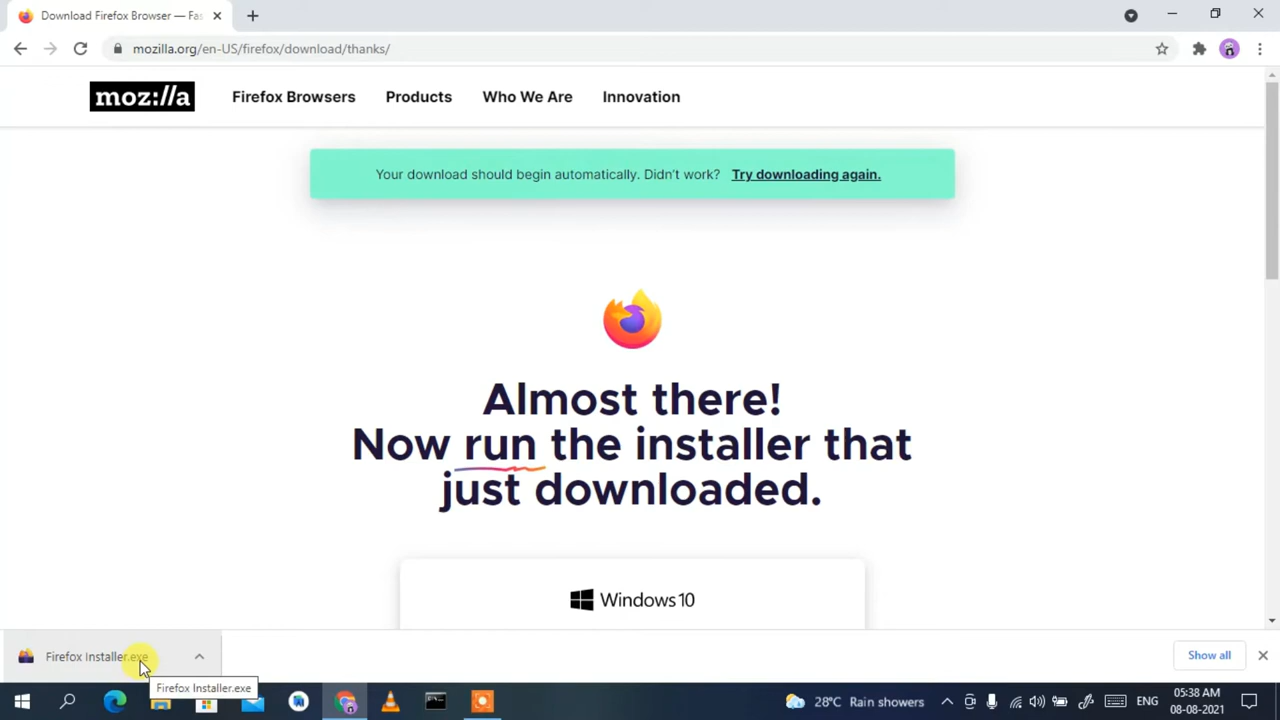 Download Firefox Browser — Fas
mozilla.org/en-US/firefox/download/thanks/
moz://a
Firefox Browsers
Products
Who We Are
Innovation
Your download should begin automatically. Didn't work? Try downloading again.
Almost there!
Now run the installer that
just downloaded.
Windows 10
Firefox Installer.exe
Show all
Firefox Installer.exe
28°C Rain showers
ENG
05:38 AM
08-08-2021